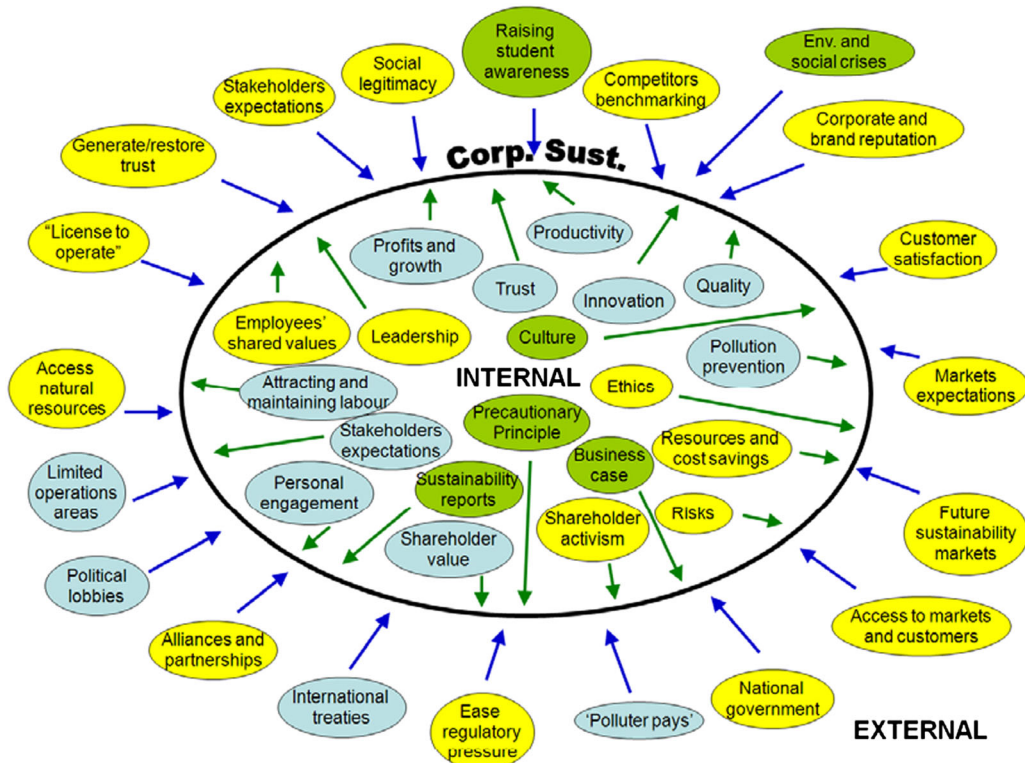 Raising
student
awareness
Env. and
social crises
Social
legitimacy
Stakeholders
expectations
Competitors
benchmarking
Corporate and
brand reputation
Generate/restore
trust
Corp. Sust.
"License to
operate"
Customer
satisfaction
Profits and
growth
Productivity
Trust
Innovation
Quality
Employees'
shared values
Leadership
Culture
Pollution
prevention
Access
natural
resources
Attracting and
maintaining labour
INTERNAL
Ethics
Markets
expectations
Stakeholders
expectations
Precautionary
Principle
Resources and
cost savings
Limited
operations
areas
Personal
engagement
Sustainability
reports
Business
case
Shareholder
value
Shareholder
activism
Risks
Future
sustainability
markets
Political
lobbies
Alliances and
partnerships
Access to markets
and customers
International
treaties
Ease
regulatory
pressure
'Polluter pays'
National
government
EXTERNAL